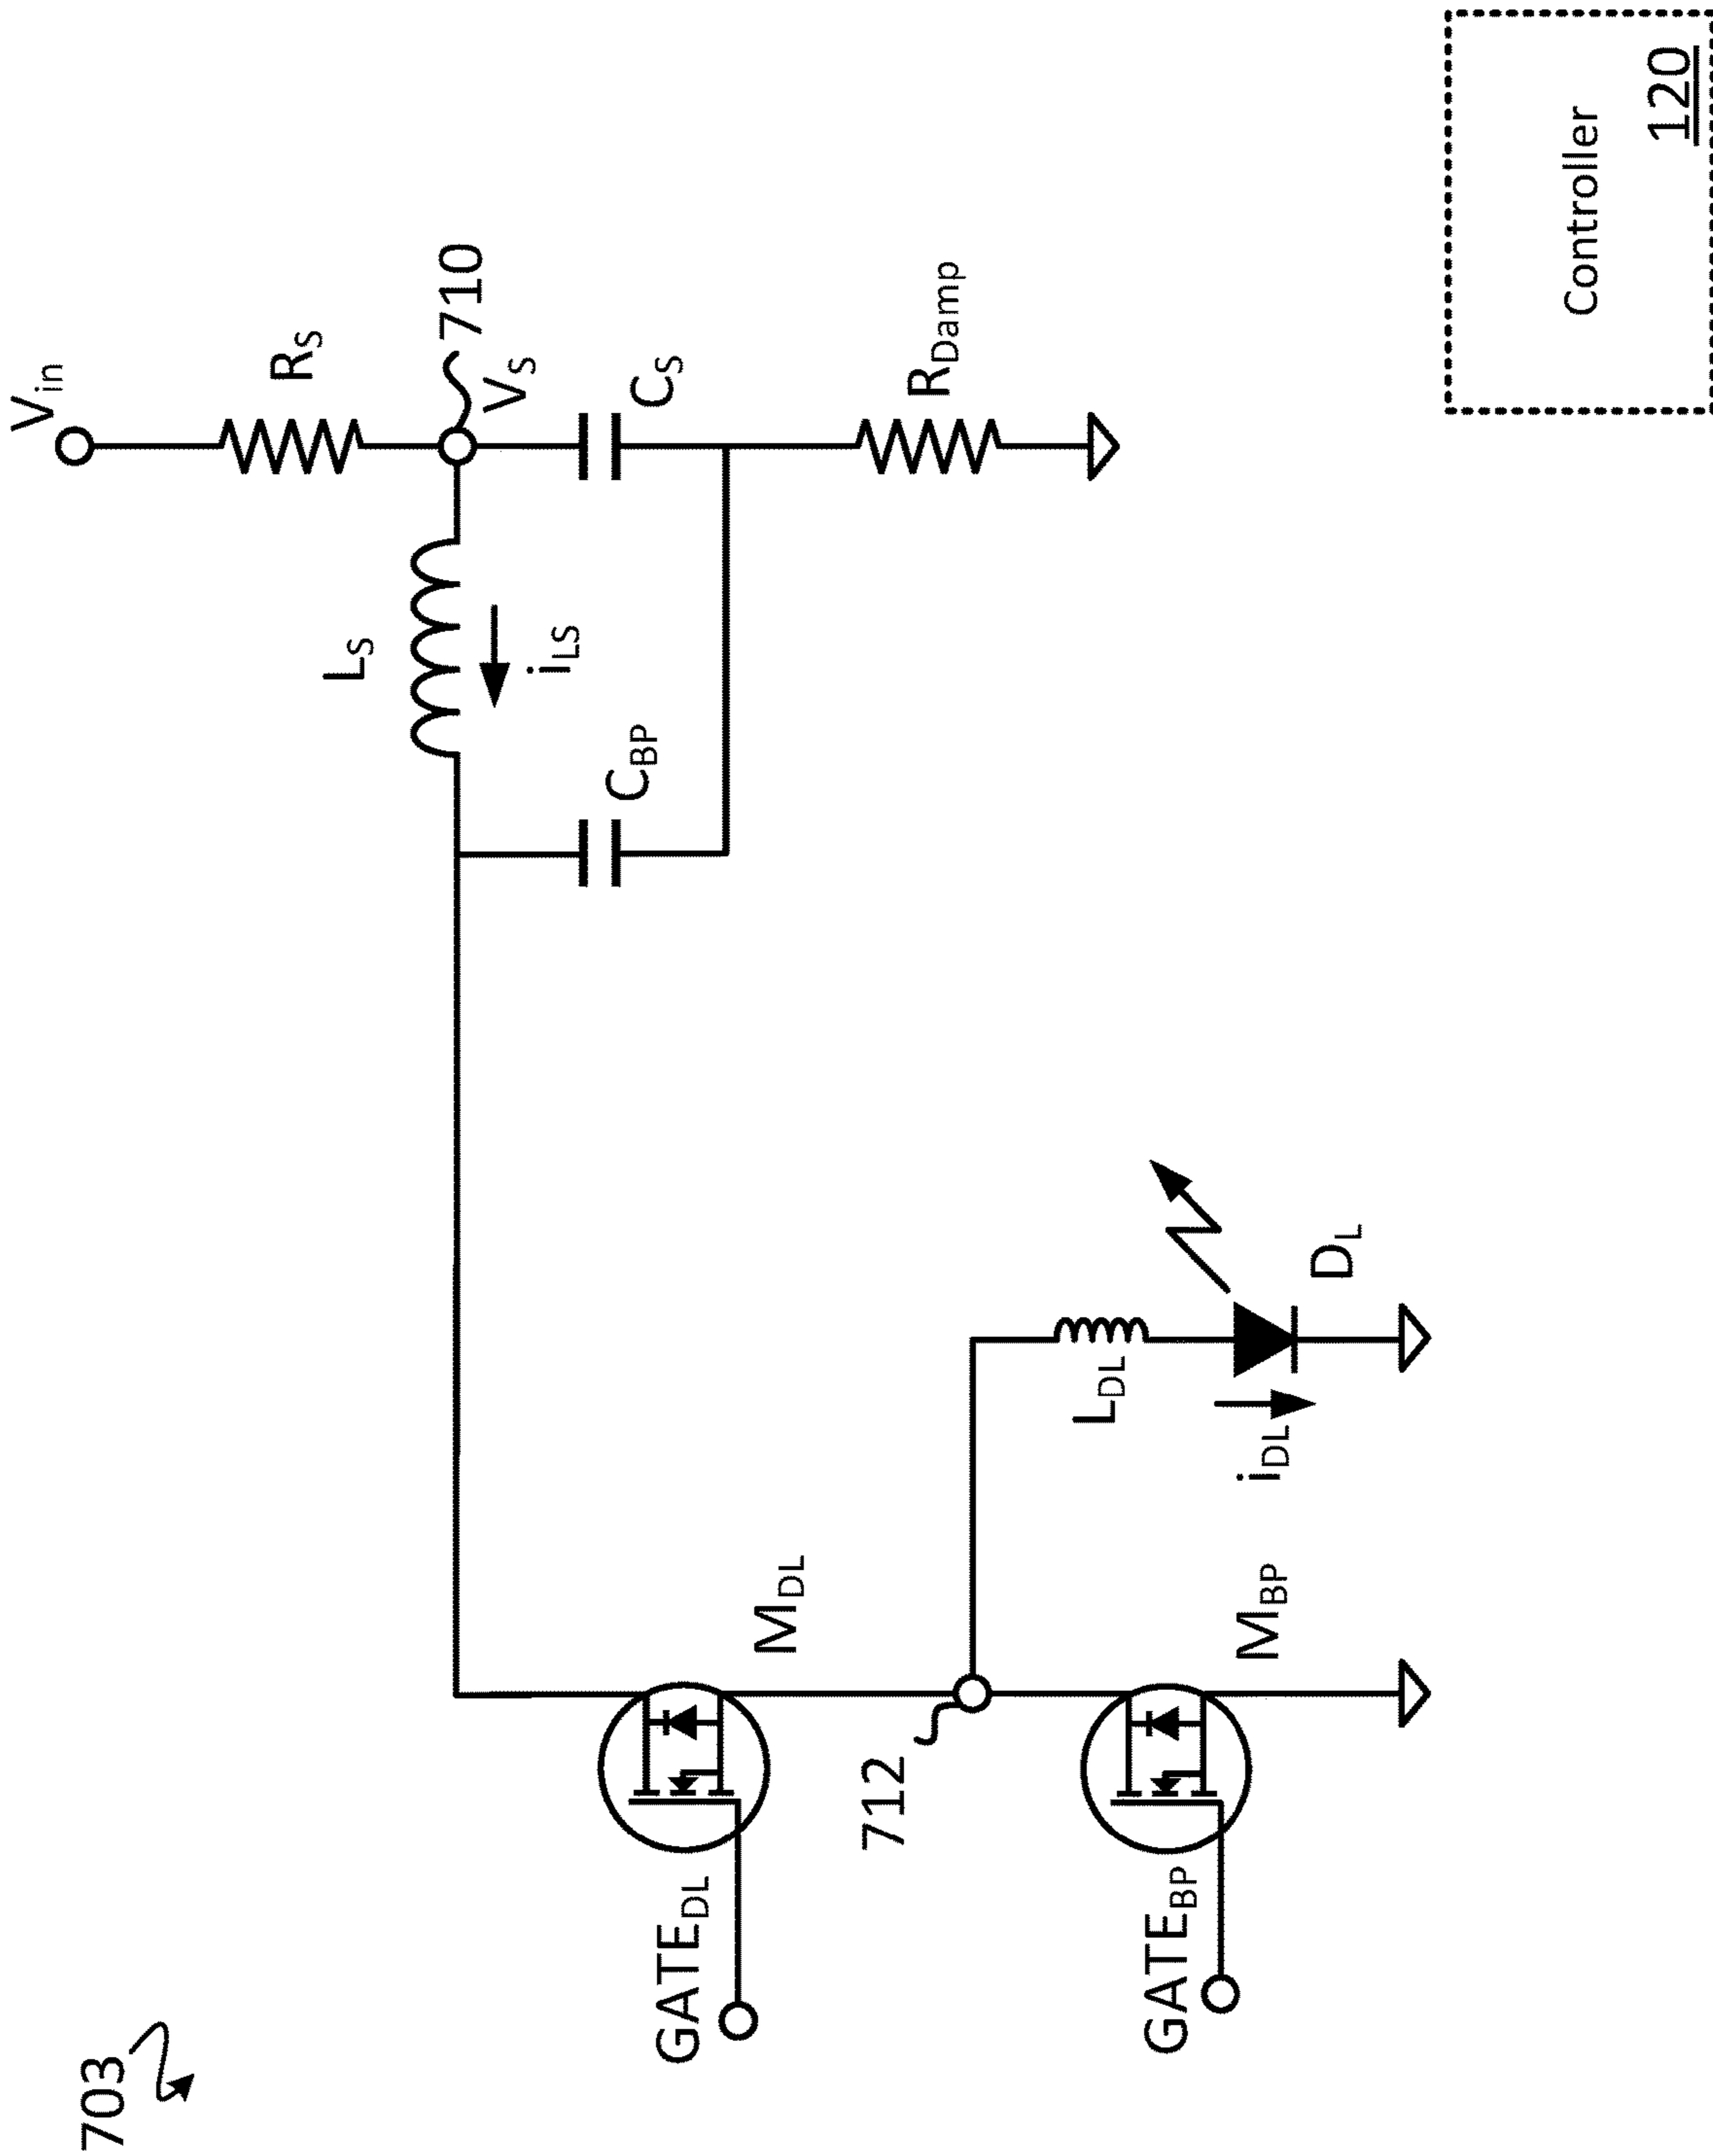 703
V_in
R_S
710
V_S
L_S
i_LS
C_S
C_BP
R_Damp
GATE_DL
M_DL
712
L_DL
GATE_BP
M_BP
i_DL
D_L
Controller
120